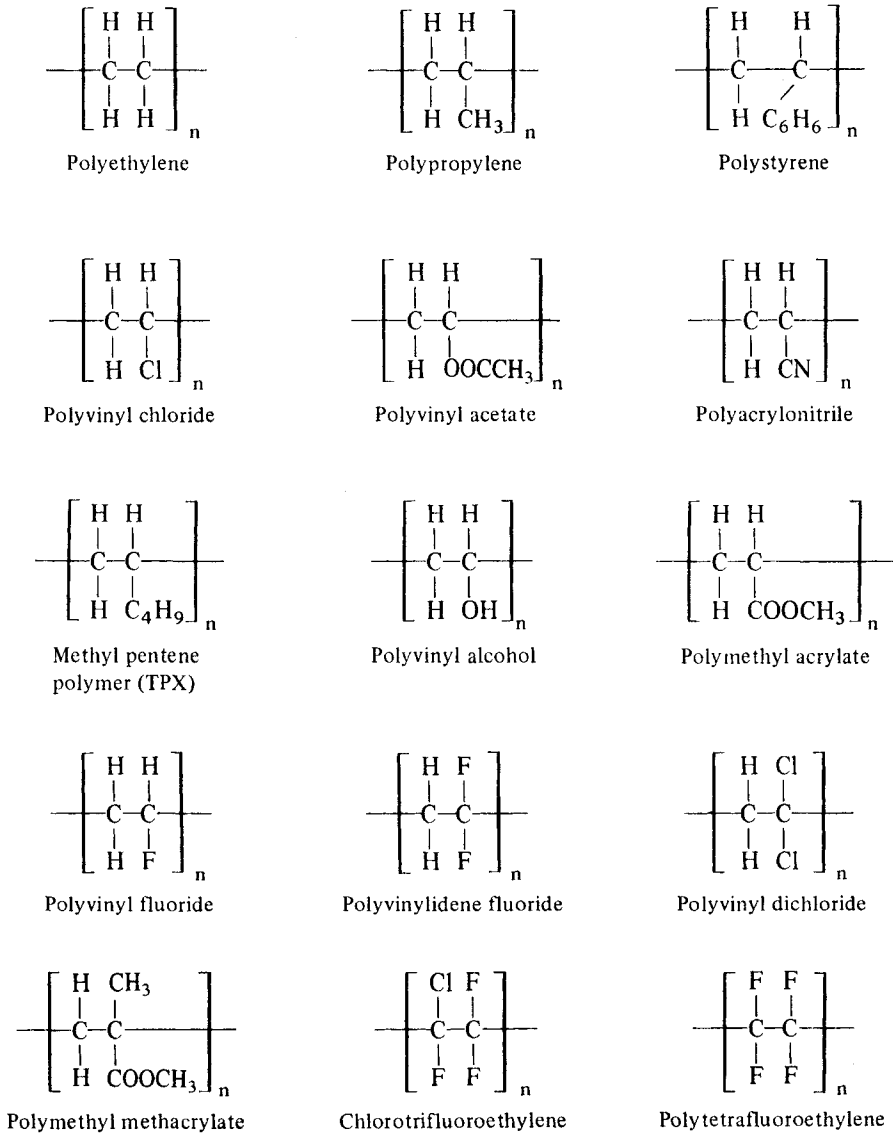 H H
C C
H H
n
Polyethylene
H H
C C
H CH₃
n
Polypropylene
H H
C C
H C₆H₆
n
Polystyrene
H H
C C
H Cl
n
Polyvinyl chloride
H H
C C
H OOCCH₃
n
Polyvinyl acetate
H H
C C
H CN
n
Polyacrylonitrile
H H
C C
H C₄H₉
n
Methyl pentene
polymer (TPX)
H H
C C
H OH
n
Polyvinyl alcohol
H H
C C
H COOCH₃
n
Polymethyl acrylate
H H
C C
H F
n
Polyvinyl fluoride
H F
C C
H F
n
Polyvinylidene fluoride
H Cl
C C
H Cl
n
Polyvinyl dichloride
H CH₃
C C
H COOCH₃
n
Polymethyl methacrylate
Cl F
C C
F F
n
Chlorotrifluoroethylene
F F
C C
F F
n
Polytetrafluoroethylene